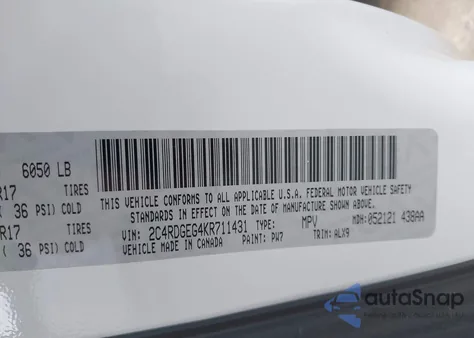 6050 LB
R17 TIRES
( 36 PSI) COLD
R17 TIRES
( 36 PSI) COLD
THIS VEHICLE CONFORMS TO ALL APPLICABLE U.S.A. FEDERAL MOTOR VEHICLE SAFETY
STANDARDS IN EFFECT ON THE DATE OF MANUFACTURE SHOWN ABOVE.
VIN: 2C4RDGEG4KR711431 MPV MDH: 052121 438AA
VEHICLE MADE IN CANADA PAINT: PW7 TRIM: ALX9
autoSnap